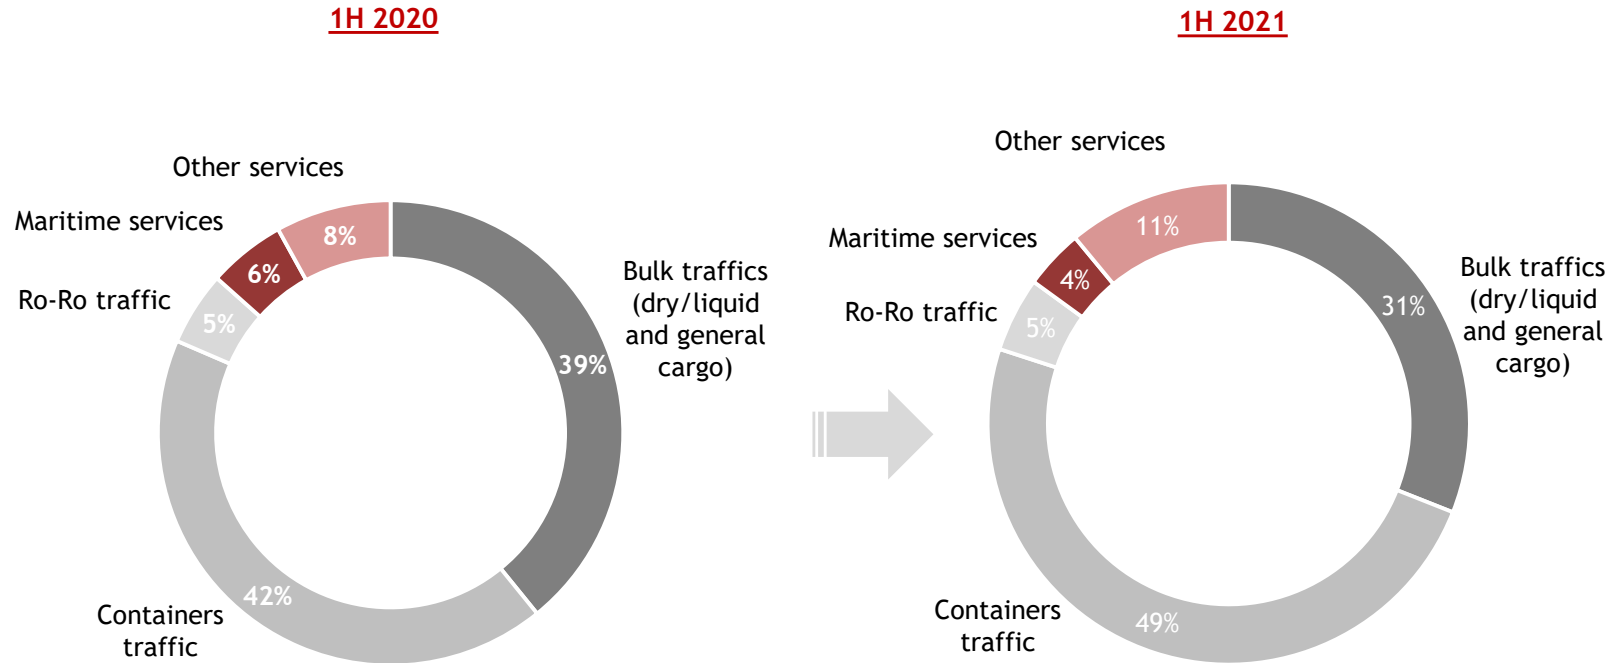 1H 2020
Other services
Maritime services
Ro-Ro traffic
8%
6%
5%
39%
42%
Bulk traffics
(dry/liquid
and general
cargo)
Containers
traffic
1H 2021
Other services
Maritime services
Ro-Ro traffic
11%
4%
5%
31%
49%
Bulk traffics
(dry/liquid
and general
cargo)
Containers
traffic